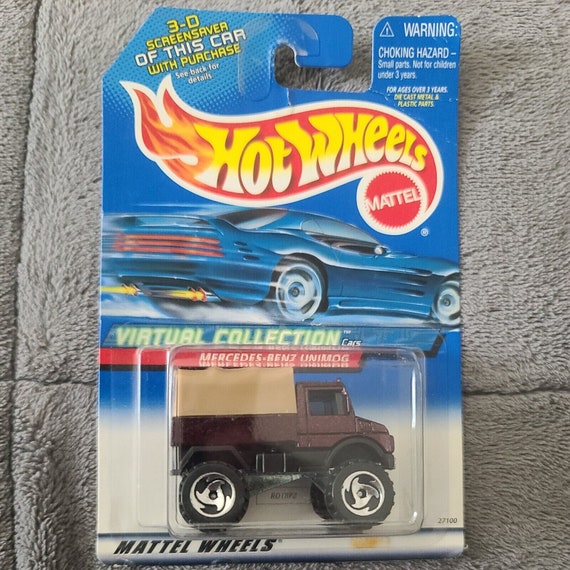 3-D
SCREENSAVER
OF THIS CAR
WITH PURCHASE
See back for
details
WARNING:
CHOKING HAZARD –
Small parts. Not for children
under 3 years.
FOR AGES OVER 3 YEARS.
DIE CAST METAL &
PLASTIC PARTS.
HOT WHEELS
MATTEL
®
VIRTUAL COLLECTION™
Cars
MERCEDES-BENZ UNIMOG
27100
MATTEL WHEELS®